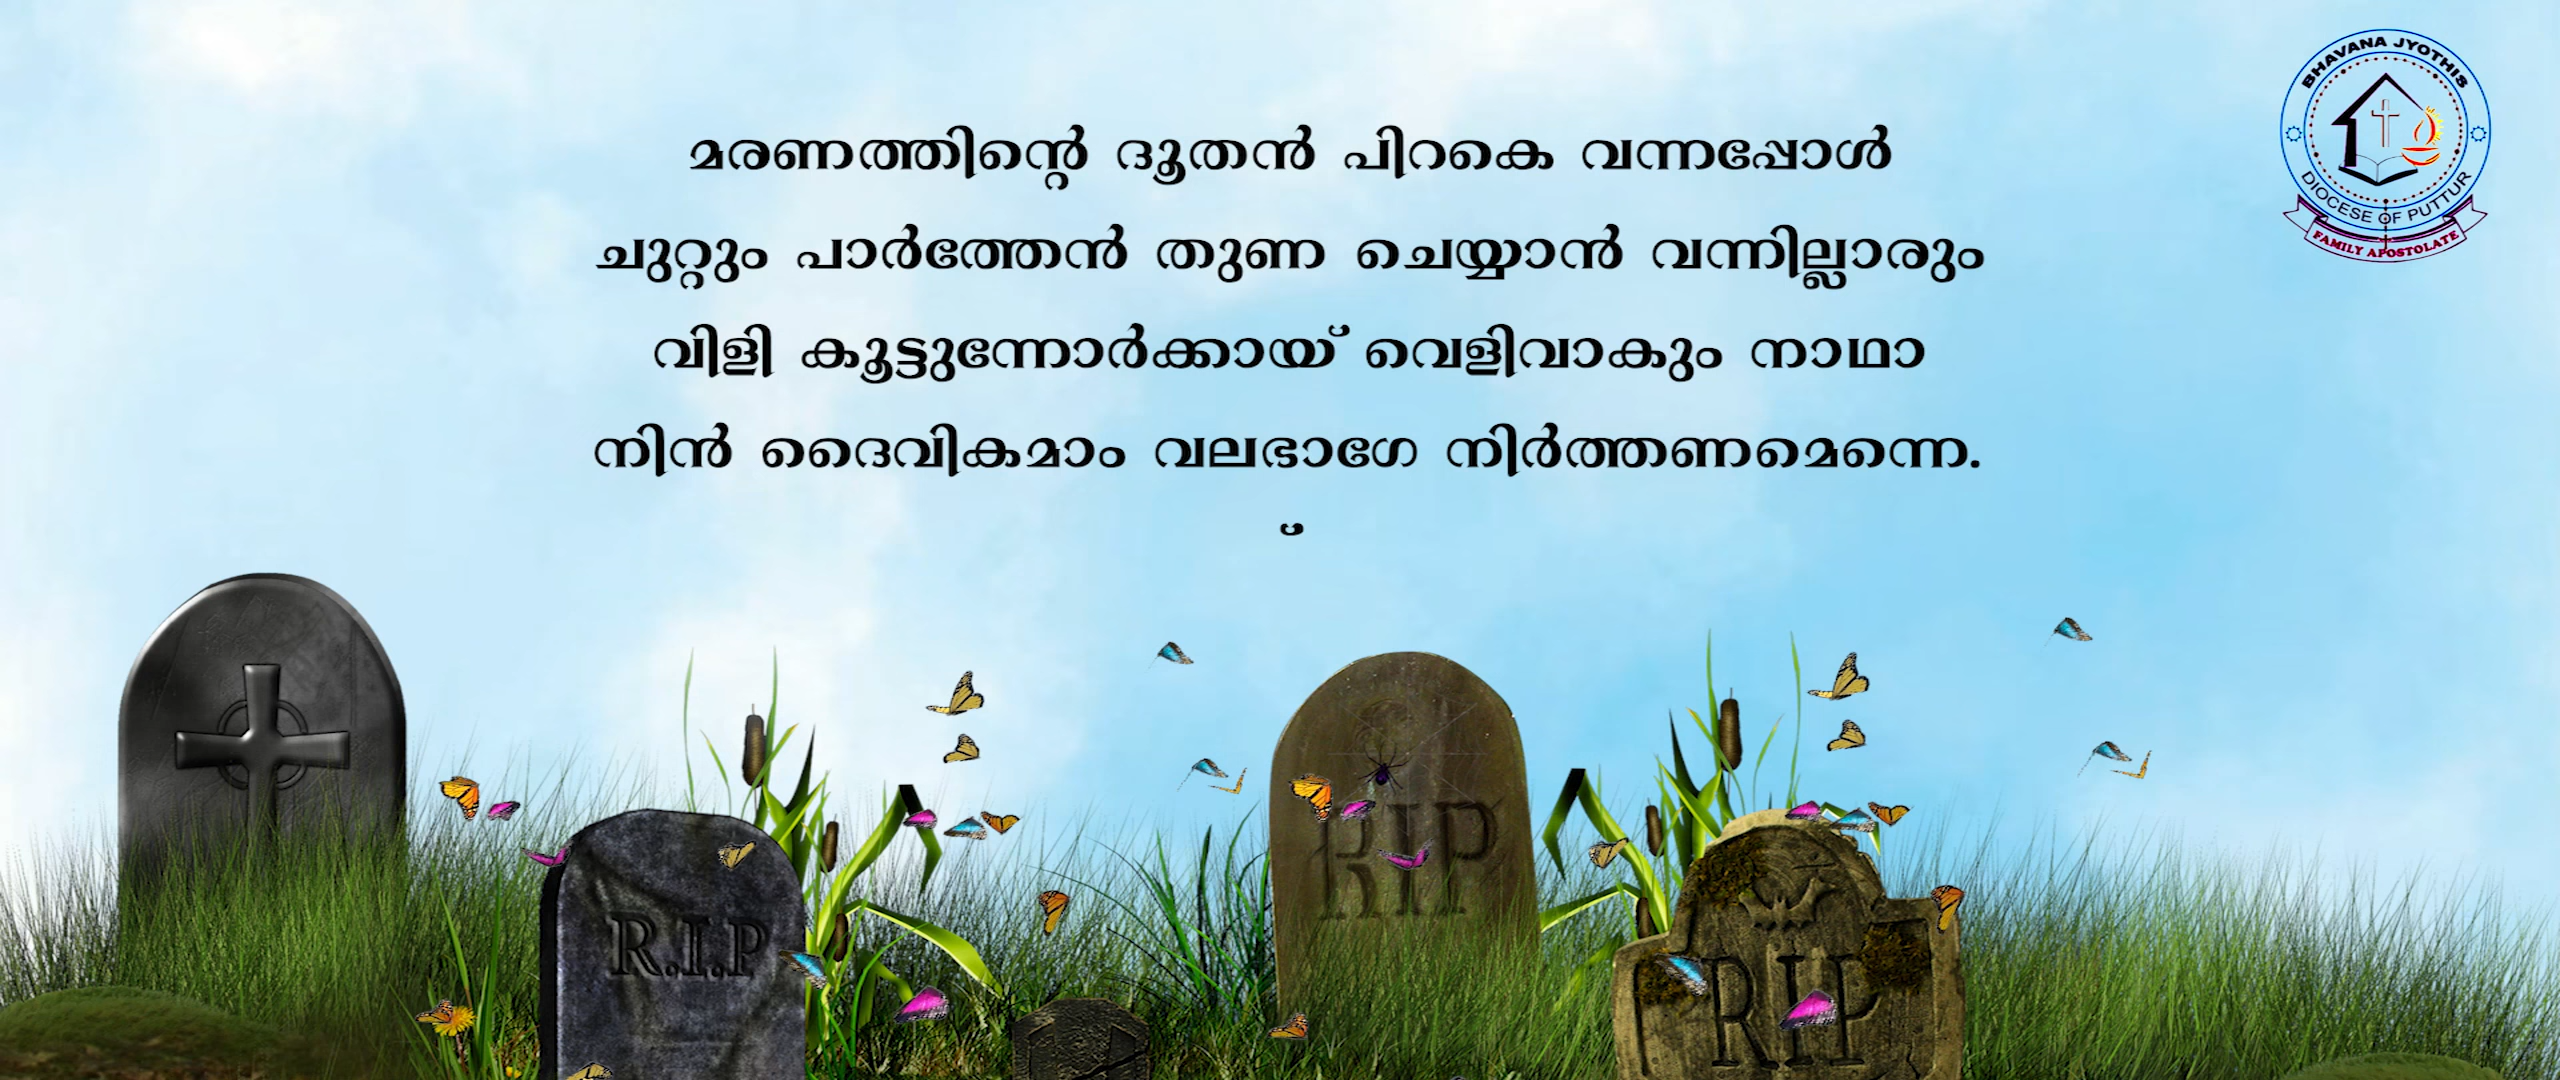 മരണത്തിന്റെ ദൂതൻ പിറകെ വന്നപ്പോൾ
ചുറ്റും പാർത്തേൻ തുണ ചെയ്യാൻ വന്നില്ലാരും
വിളി കൂട്ടുന്നോർക്കായ് വെളിവാകും നാഥാ
നിൻ ദൈവികമാം വലഭാഗേ നിർത്തണമെന്നെ.
BHAVANA JYOTHIS
DIOCESE OF PUTTUR
FAMILY APOSTOLATE
R.I.P
RIP
RIP